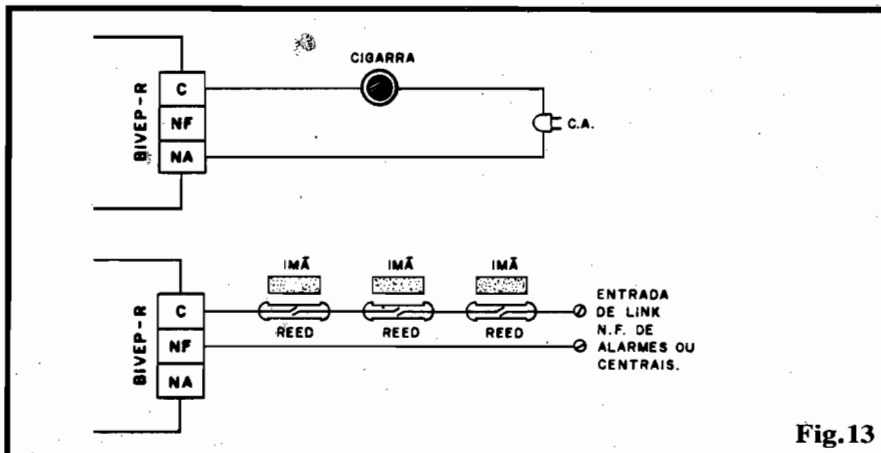 CIGARRA
BIVEP-R
C
NF
NA
C.A.
IMÃ IMÃ IMÃ
BIVEP-R
C
NF
NA
REED REED REED
ENTRADA
DE LINK
N.F. DE
ALARMES OU
CENTRAIS.
Fig.13